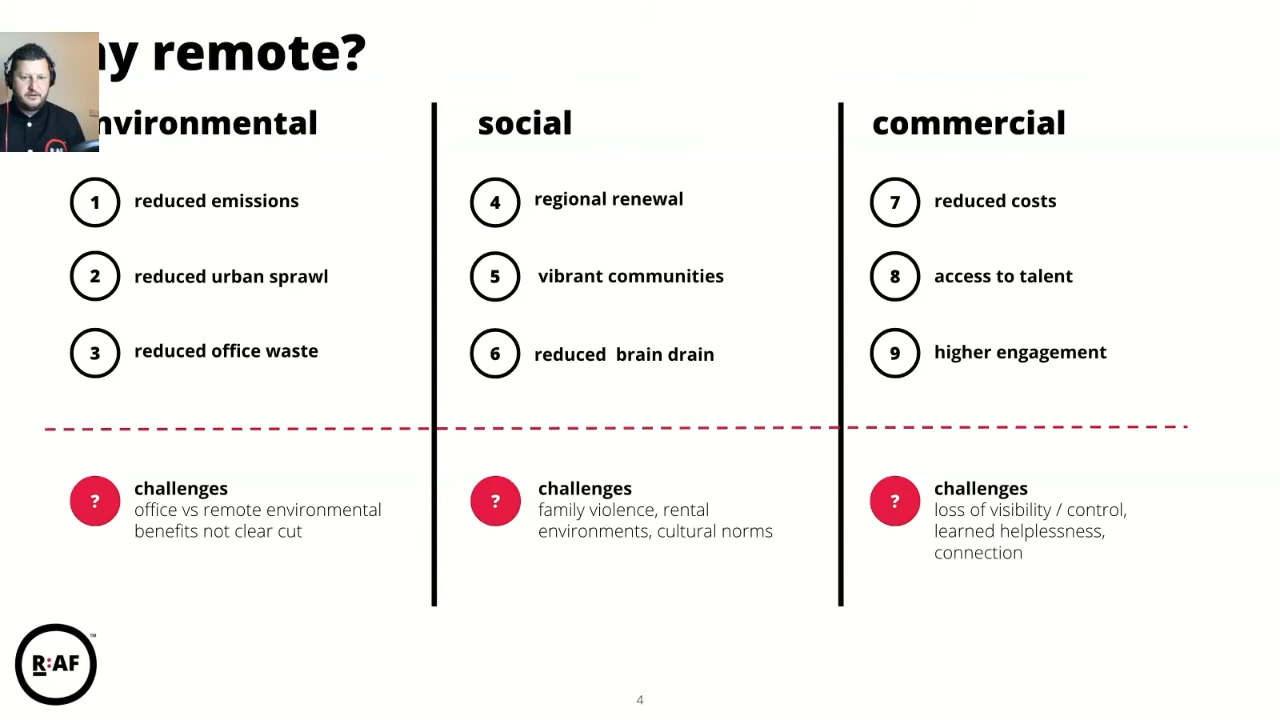 hy remote?
nvironmental
1 reduced emissions
2 reduced urban sprawl
3 reduced office waste
? challenges
office vs remote environmental
benefits not clear cut
social
4 regional renewal
5 vibrant communities
6 reduced  brain drain
? challenges
family violence, rental
environments, cultural norms
commercial
7 reduced costs
8 access to talent
9 higher engagement
? challenges
loss of visibility / control,
learned helplessness,
connection
R:AF
R:AF ™
4